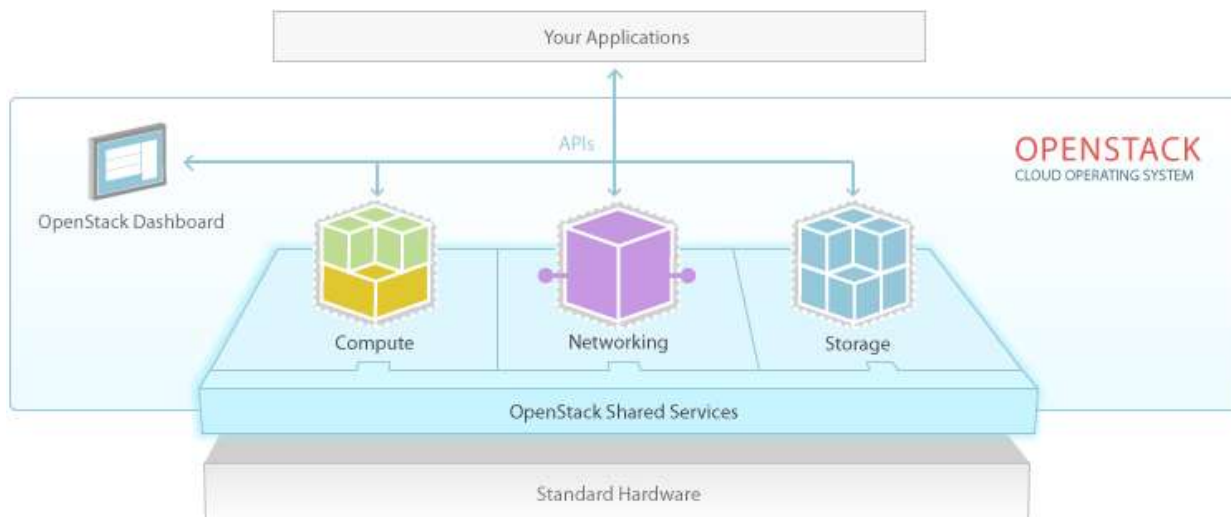 Your Applications
APIs
OPENSTACK
CLOUD OPERATING SYSTEM
OpenStack Dashboard
Compute
Networking
Storage
OpenStack Shared Services
Standard Hardware